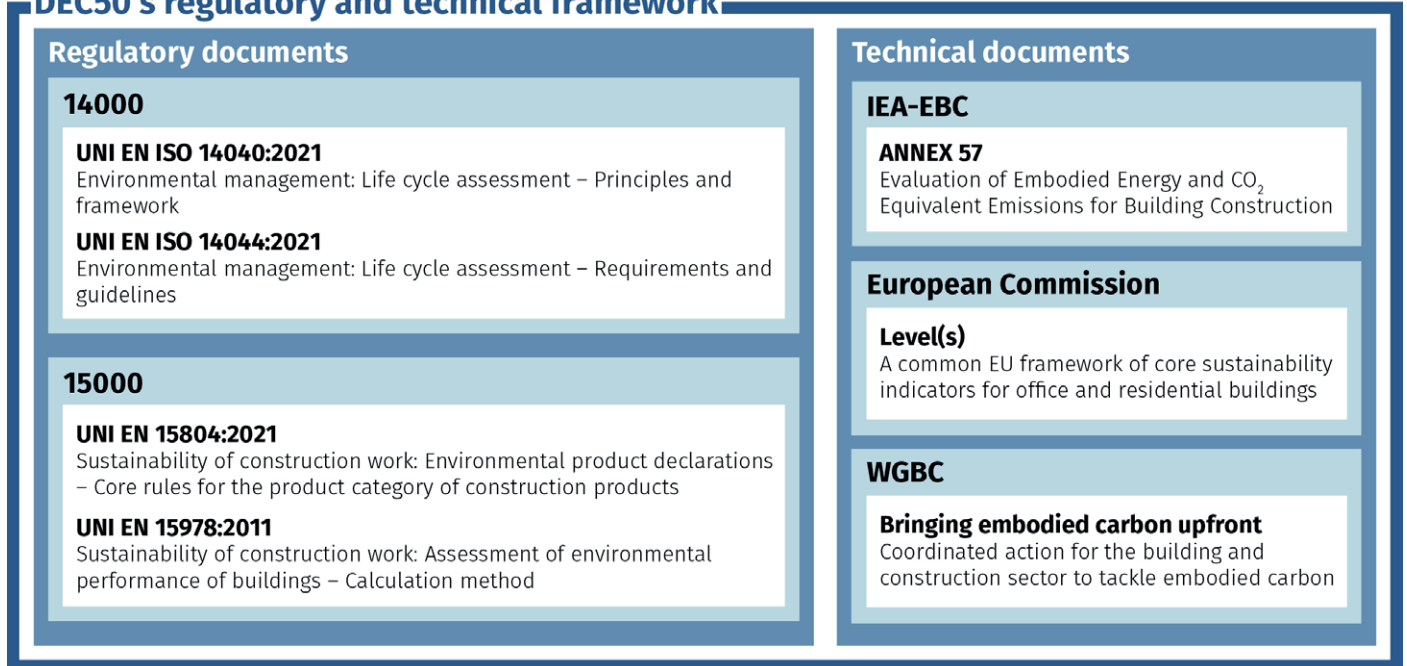 DEC50's regulatory and technical framework
Regulatory documents
14000
UNI EN ISO 14040:2021
Environmental management: Life cycle assessment – Principles and
framework
UNI EN ISO 14044:2021
Environmental management: Life cycle assessment – Requirements and
guidelines
15000
UNI EN 15804:2021
Sustainability of construction work: Environmental product declarations
– Core rules for the product category of construction products
UNI EN 15978:2011
Sustainability of construction work: Assessment of environmental
performance of buildings – Calculation method
Technical documents
IEA-EBC
ANNEX 57
Evaluation of Embodied Energy and CO₂
Equivalent Emissions for Building Construction
European Commission
Level(s)
A common EU framework of core sustainability
indicators for office and residential buildings
WGBC
Bringing embodied carbon upfront
Coordinated action for the building and
construction sector to tackle embodied carbon